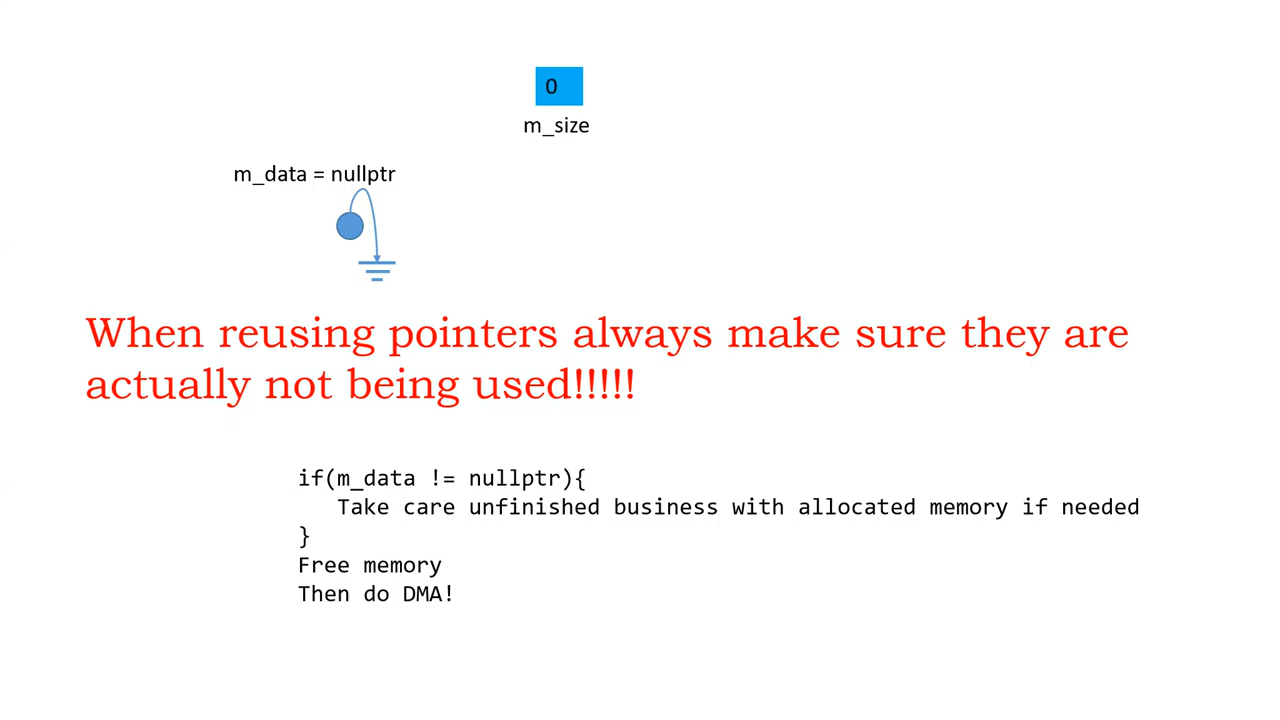 0
m_size
m_data = nullptr
When reusing pointers always make sure they are
actually not being used!!!!!
if(m_data != nullptr){
   Take care unfinished business with allocated memory if needed
}
Free memory
Then do DMA!